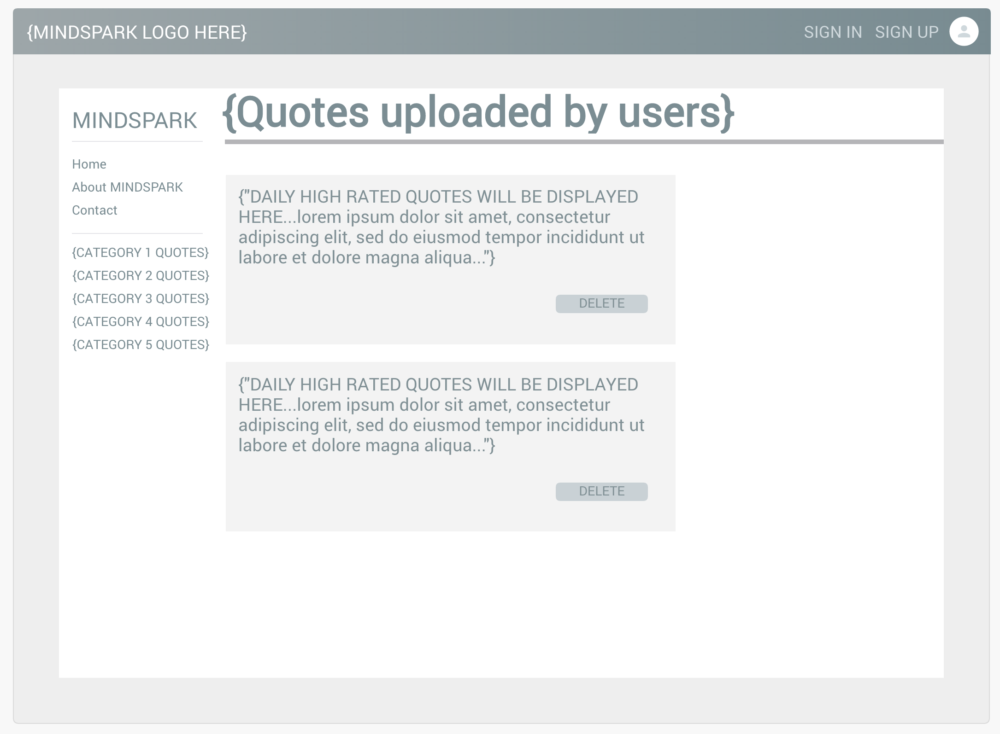 {MINDSPARK LOGO HERE}
SIGN IN SIGN UP
MINDSPARK
Home
About MINDSPARK
Contact
{CATEGORY 1 QUOTES}
{CATEGORY 2 QUOTES}
{CATEGORY 3 QUOTES}
{CATEGORY 4 QUOTES}
{CATEGORY 5 QUOTES}
{Quotes uploaded by users}
{"DAILY HIGH RATED QUOTES WILL BE DISPLAYED
HERE...lorem ipsum dolor sit amet, consectetur
adipiscing elit, sed do eiusmod tempor incididunt ut
labore et dolore magna aliqua..."}
DELETE
{"DAILY HIGH RATED QUOTES WILL BE DISPLAYED
HERE...lorem ipsum dolor sit amet, consectetur
adipiscing elit, sed do eiusmod tempor incididunt ut
labore et dolore magna aliqua..."}
DELETE